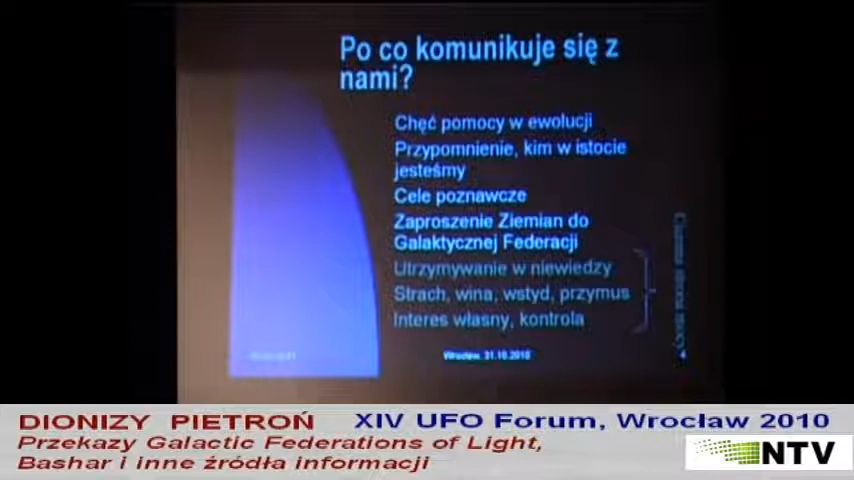 Po co komunikuje się z
nami?
Chęć pomocy w ewolucji
Przypomnienie, kim w istocie
jesteśmy
Cele poznawcze
Zaproszenie Ziemian do
Galaktycznej Federacji
Utrzymywanie w niewiedzy
Strach, wina, wstyd, przymus
Interes własny, kontrola
Wrocław, 31.10.2010
DIONIZY PIETROŃ
XIV UFO Forum, Wrocław 2010
Przekazy Galactic Federations of Light,
Bashar i inne źródła informacji
NTV